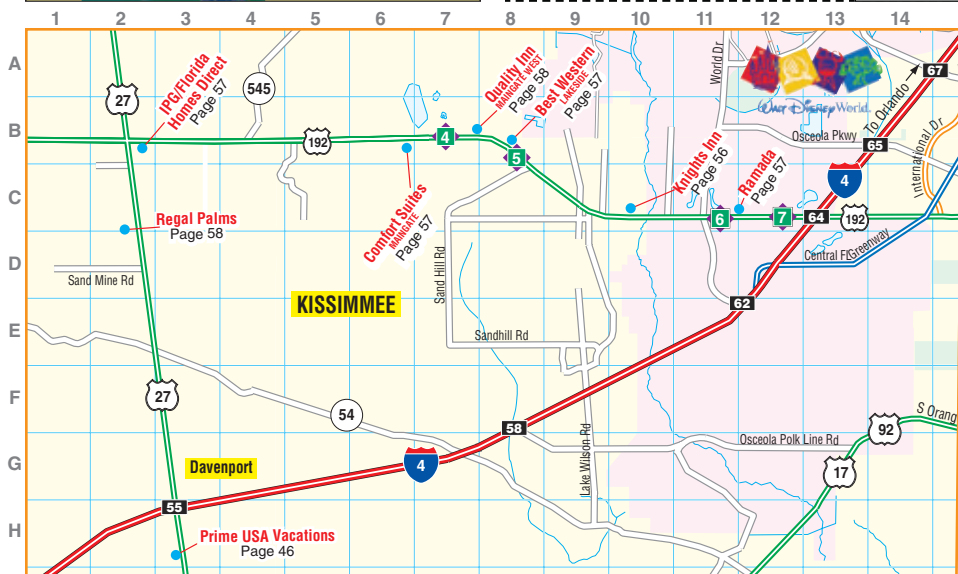 1 2 3 4 5 6 7 8 9 10 11 12 13 14
A
B
C
D
E
F
G
H
27
IPG/Florida
Homes Direct
Page 57
545
Quality Inn
MAINGATE WEST
Page 58
Best Western
LAKESIDE
Page 57
World Dr
WALT DISNEY World
To Orlando
67
192
4
5
Osceola Pkwy
65
International Dr
4
Comfort Suites
MAINGATE
Page 57
Knights Inn
Page 56
Ramada
Page 57
6
7
64
192
Regal Palms
Page 58
Sand Mine Rd
Sand Hill Rd
Central FL Greenway
KISSIMMEE
62
Sandhill Rd
27
54
58
Lake Wilson Rd
Osceola Polk Line Rd
92
S Orang
17
Davenport
4
55
Prime USA Vacations
Page 46